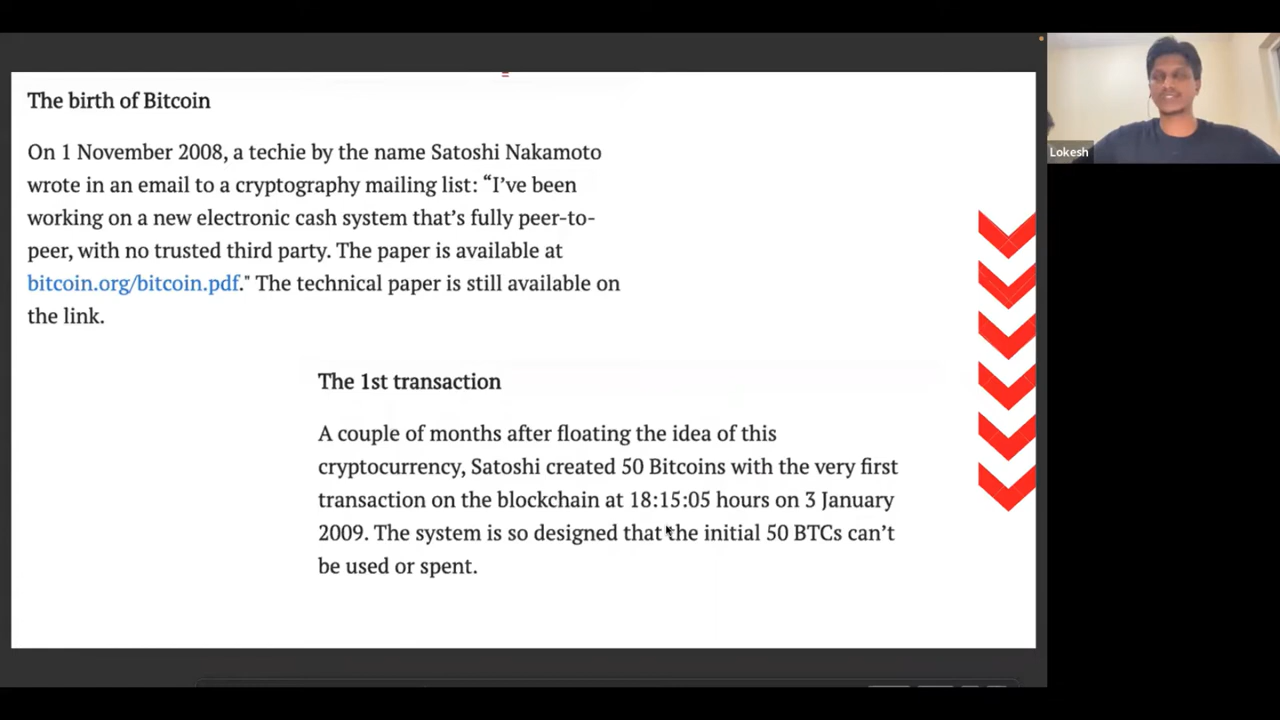 The birth of Bitcoin
On 1 November 2008, a techie by the name Satoshi Nakamoto
wrote in an email to a cryptography mailing list: “I’ve been
working on a new electronic cash system that’s fully peer-to-
peer, with no trusted third party. The paper is available at
bitcoin.org/bitcoin.pdf." The technical paper is still available on
the link.
The 1st transaction
A couple of months after floating the idea of this
cryptocurrency, Satoshi created 50 Bitcoins with the very first
transaction on the blockchain at 18:15:05 hours on 3 January
2009. The system is so designed that the initial 50 BTCs can’t
be used or spent.
Lokesh